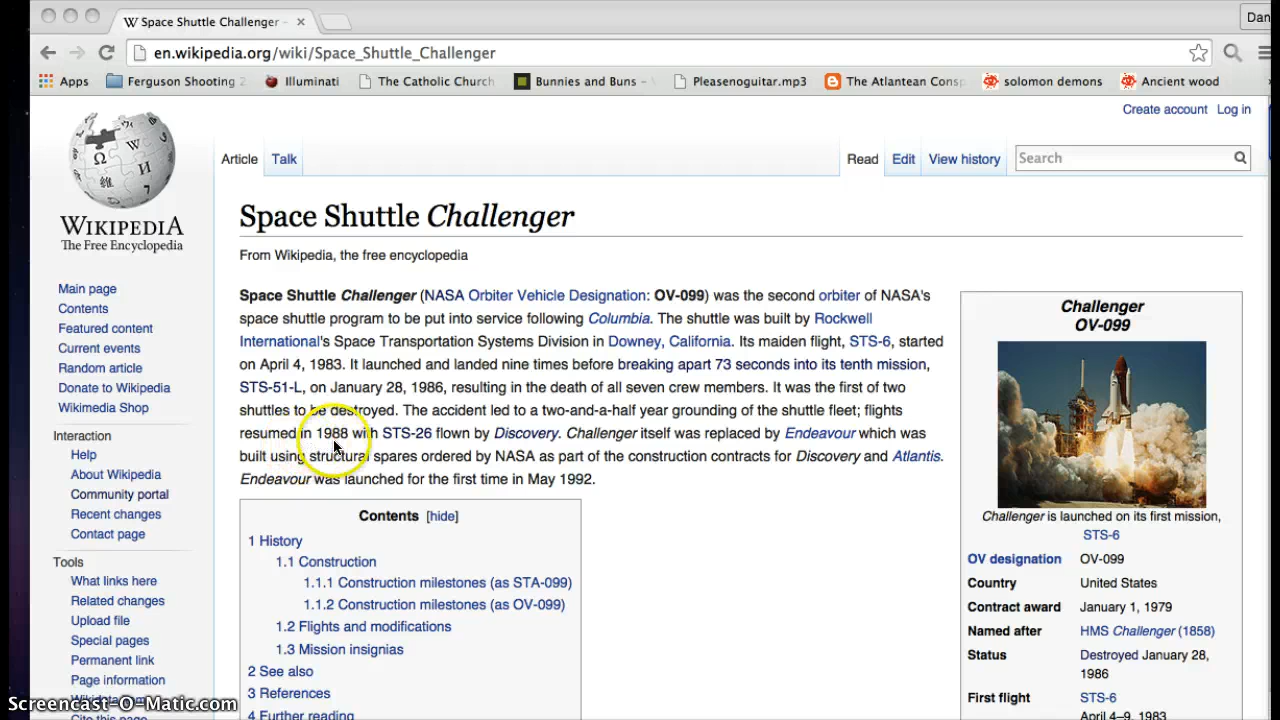 Space Shuttle Challenger –
Dan
en.wikipedia.org/wiki/Space_Shuttle_Challenger
Apps Ferguson Shooting Illuminati The Catholic Church Bunnies and Buns – Pleasenguitar.mp3 The Atlantean Consp solomon demons Ancient wood
Create account Log in
Article Talk Read Edit View history Search
WIKIPEDIA
The Free Encyclopedia
Main page
Contents
Featured content
Current events
Random article
Donate to Wikipedia
Wikimedia Shop
Interaction
Help
About Wikipedia
Community portal
Recent changes
Contact page
Tools
What links here
Related changes
Upload file
Special pages
Permanent link
Page information
Cite this page
Space Shuttle Challenger
From Wikipedia, the free encyclopedia
Space Shuttle Challenger (NASA Orbiter Vehicle Designation: OV-099) was the second orbiter of NASA's
space shuttle program to be put into service following Columbia. The shuttle was built by Rockwell
International's Space Transportation Systems Division in Downey, California. Its maiden flight, STS-6, started
on April 4, 1983. It launched and landed nine times before breaking apart 73 seconds into its tenth mission,
STS-51-L, on January 28, 1986, resulting in the death of all seven crew members. It was the first of two
shuttles to be destroyed. The accident led to a two-and-a-half year grounding of the shuttle fleet; flights
resumed in 1988 with STS-26 flown by Discovery. Challenger itself was replaced by Endeavour which was
built using structural spares ordered by NASA as part of the construction contracts for Discovery and Atlantis.
Endeavour was launched for the first time in May 1992.
Contents [hide]
1 History
1.1 Construction
1.1.1 Construction milestones (as STA-099)
1.1.2 Construction milestones (as OV-099)
1.2 Flights and modifications
1.3 Mission insignias
2 See also
3 References
4 Further reading
Challenger
OV-099
Challenger is launched on its first mission,
STS-6
OV designation OV-099
Country United States
Contract award January 1, 1979
Named after HMS Challenger (1858)
Status Destroyed January 28,
1986
First flight STS-6
April 4–9, 1983
Screencast-O-Matic.com